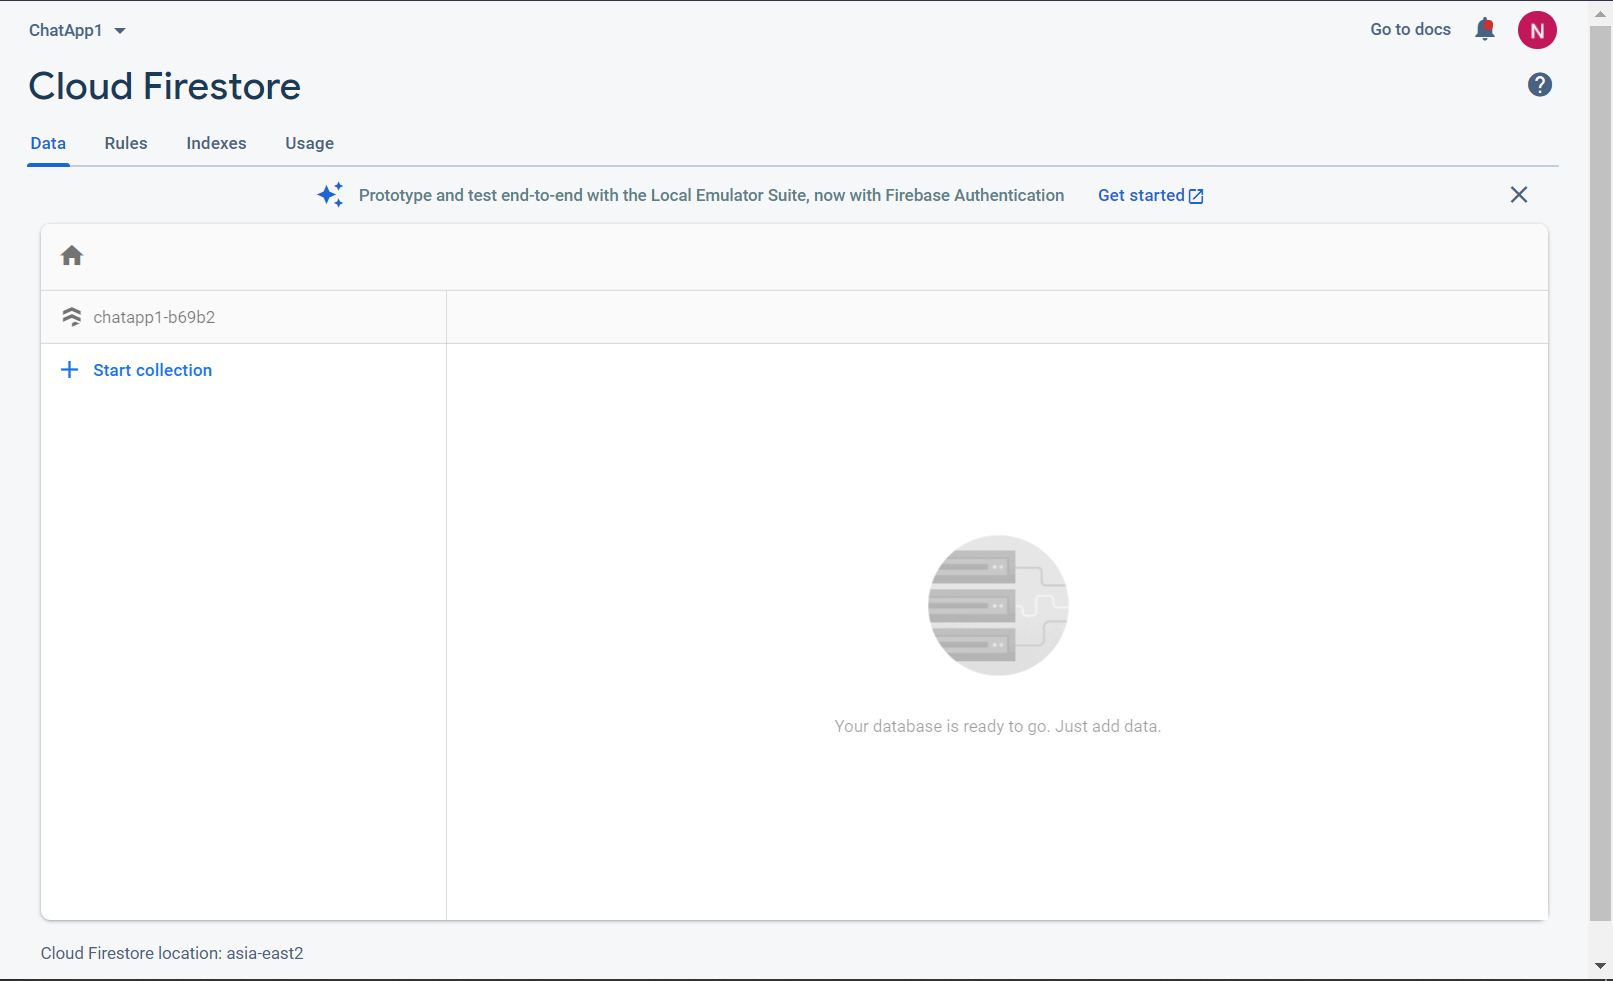 ChatApp1
Go to docs
N
Cloud Firestore
?
Data
Rules
Indexes
Usage
Prototype and test end-to-end with the Local Emulator Suite, now with Firebase Authentication
Get started
chatapp1-b69b2
Start collection
Your database is ready to go. Just add data.
Cloud Firestore location: asia-east2